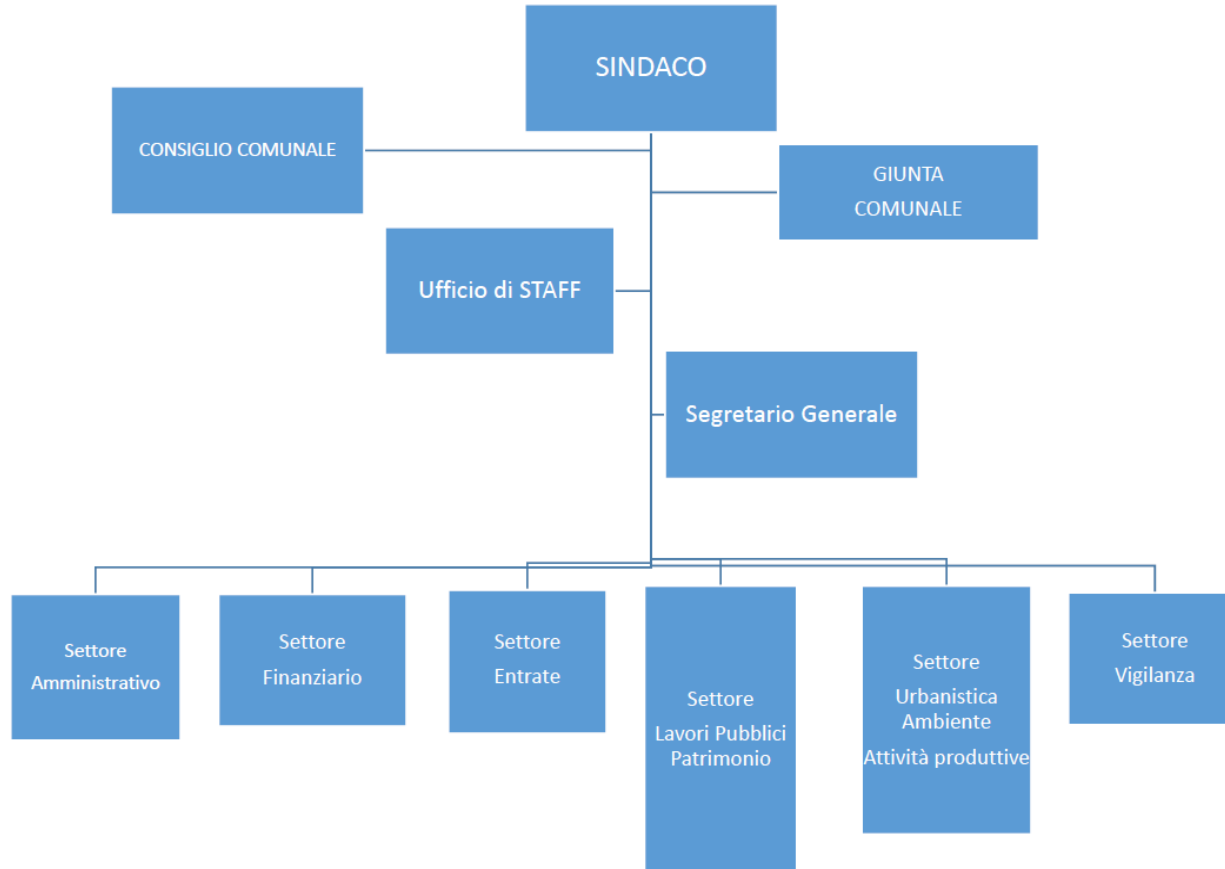 SINDACO
CONSIGLIO COMUNALE
GIUNTA
COMUNALE
Ufficio di STAFF
Segretario Generale
Settore
Amministrativo
Settore
Finanziario
Settore
Entrate
Settore
Lavori Pubblici
Patrimonio
Settore
Urbanistica
Ambiente
Attività produttive
Settore
Vigilanza